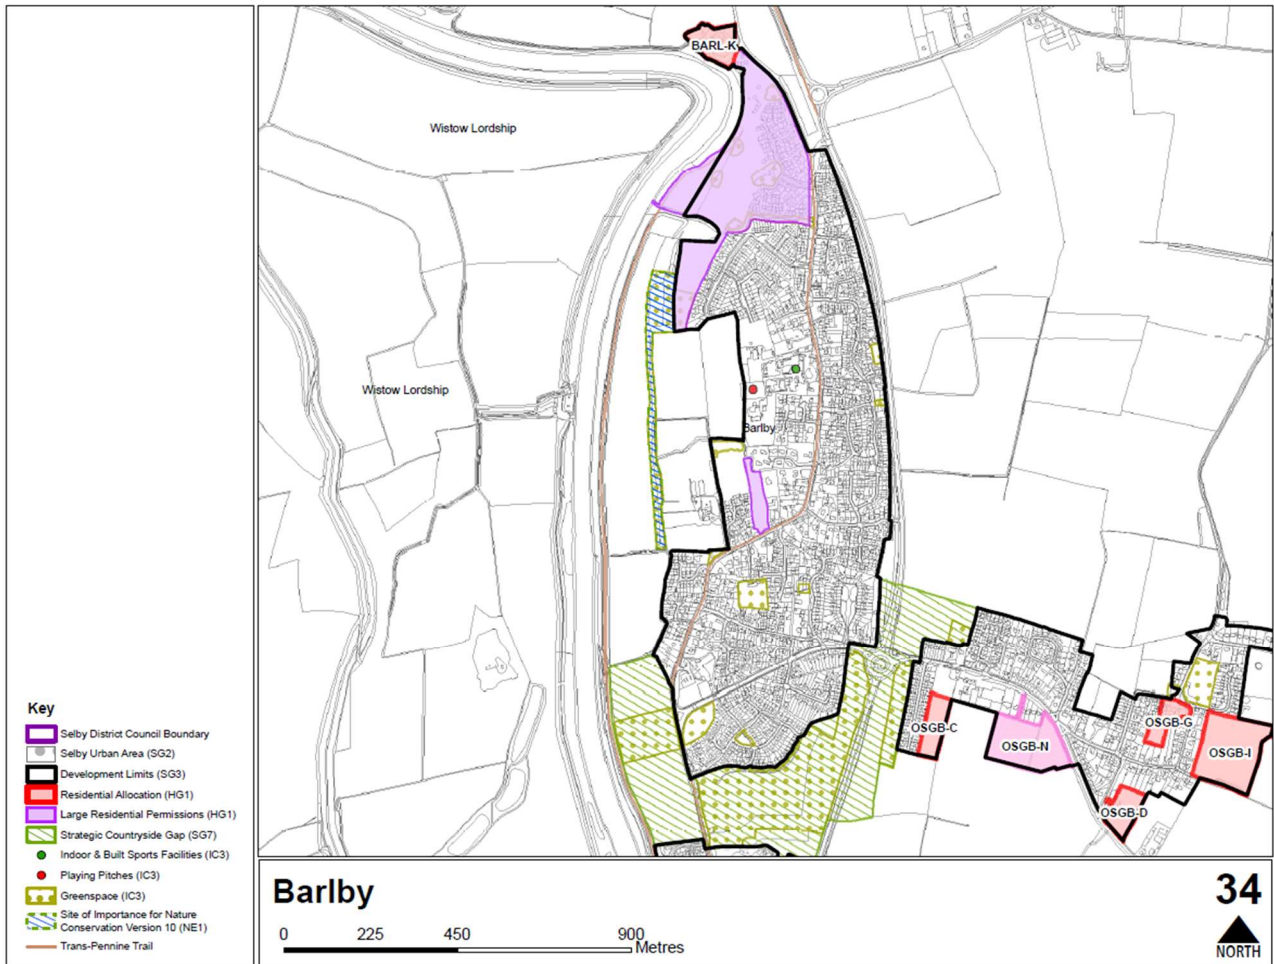 BARL-K
Wistow Lordship
Wistow Lordship
Barlby
OSGB-C
OSGB-N
OSGB-G
OSGB-I
OSGB-D
Key
Selby District Council Boundary
Selby Urban Area (SG2)
Development Limits (SG3)
Residential Allocation (HG1)
Large Residential Permissions (HG1)
Strategic Countryside Gap (SG7)
Indoor & Built Sports Facilities (IC3)
Playing Pitches (IC3)
Greenspace (IC3)
Site of Importance for Nature
Conservation Version 10 (NE1)
Trans-Pennine Trail
Barlby
0 225 450 900
Metres
34
NORTH